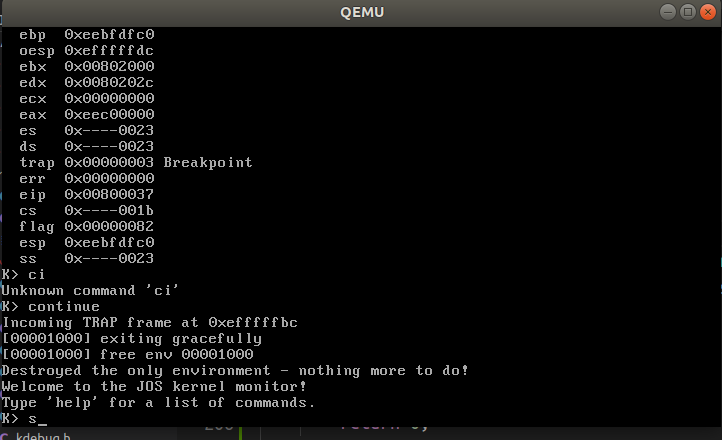 QEMU
ebp 0xeebfdfc0
oesp 0xefffffdc
ebx 0x00802000
edx 0x0080202c
ecx 0x00000000
eax 0xeec00000
es 0x----0023
ds 0x----0023
trap 0x00000003 Breakpoint
err 0x00000000
eip 0x00800037
cs 0x----001b
flag 0x00000082
esp 0xeebfdfc0
ss 0x----0023
K> ci
Unknown command 'ci'
K> continue
Incoming TRAP frame at 0xefffffbc
[00001000] exiting gracefully
[00001000] free env 00001000
Destroyed the only environment - nothing more to do!
Welcome to the JOS kernel monitor!
Type 'help' for a list of commands.
K> s_
kdebug.h